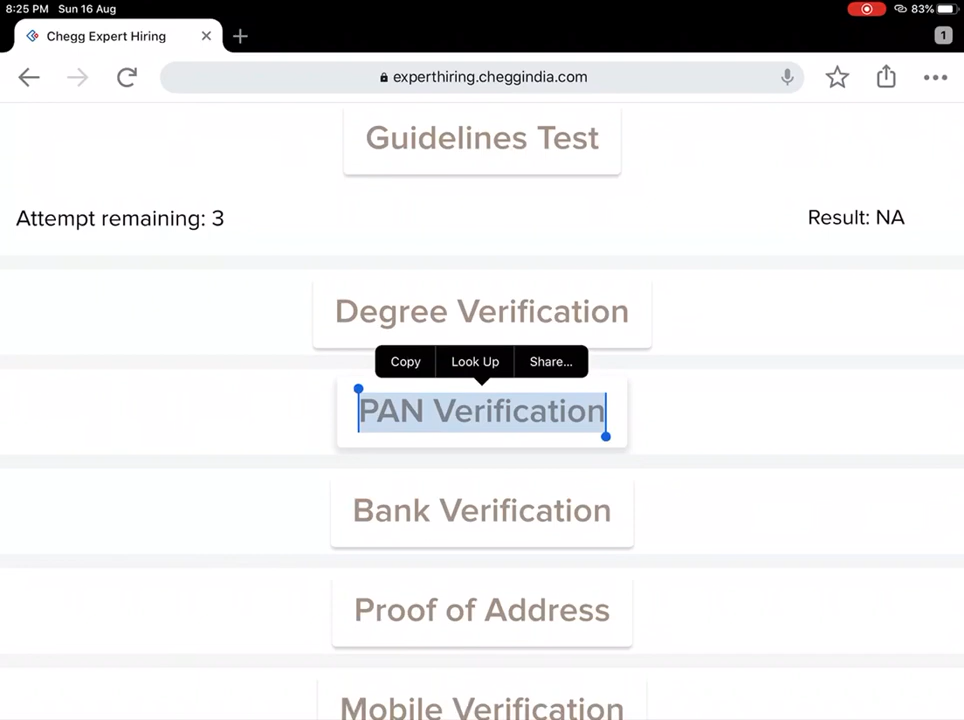 8:25 PM Sun 16 Aug 83%
Chegg Expert Hiring 1
experthiring.cheggindia.com
Guidelines Test
Attempt remaining: 3 Result: NA
Degree Verification
Copy Look Up Share...
PAN Verification
Bank Verification
Proof of Address
Mobile Verification